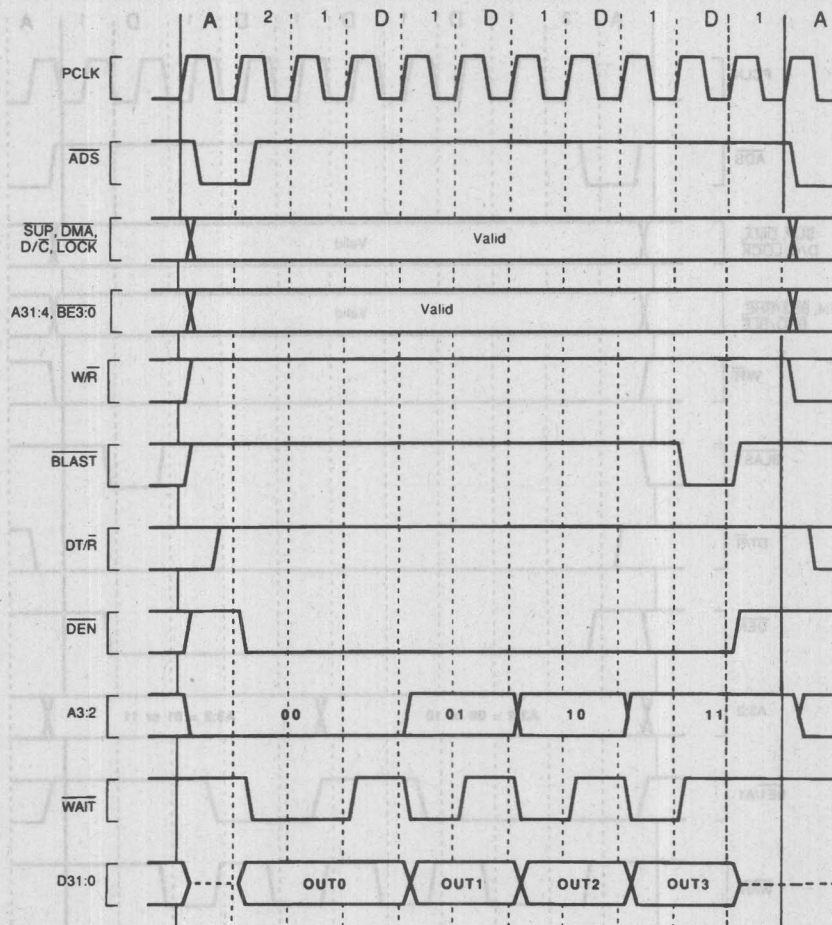 A 2 1 D 1 D 1 D 1 D 1 A
PCLK
ADS
SUP, DMA,
D/C, LOCK
Valid
A31:4, BE3:0
Valid
W/R
BLAST
DT/R
DEN
A3:2
00
01
10
11
WAIT
D31:0
OUT0
OUT1
OUT2
OUT3